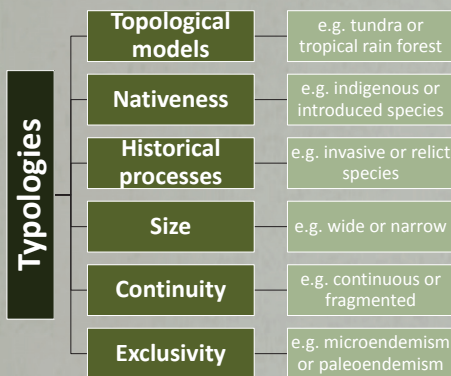 Typologies
Topological
models
e.g. tundra or
tropical rain forest
Nativeness
e.g. indigenous or
introduced species
Historical
processes
e.g. invasive or relict
species
Size
e.g. wide or narrow
Continuity
e.g. continuous or
fragmented
Exclusivity
e.g. microendemism
or paleoendemism